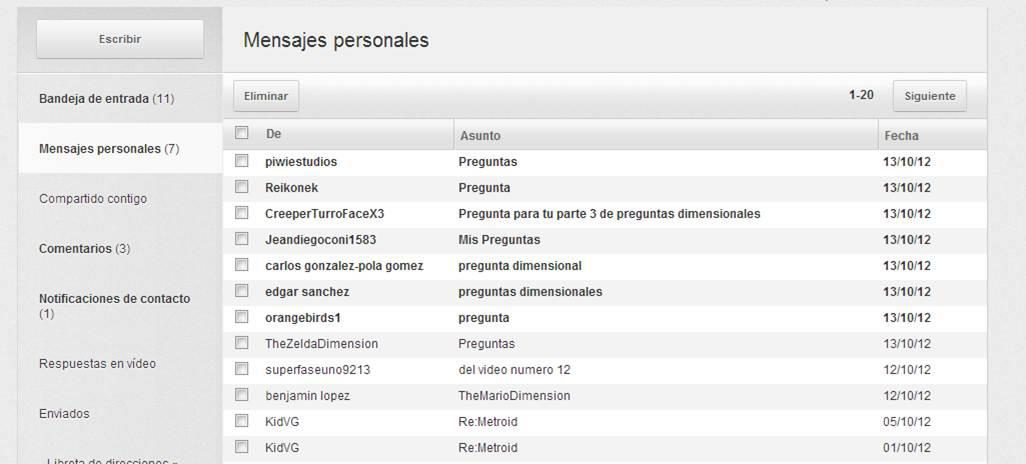 Escribir
Mensajes personales
Bandeja de entrada (11)
Mensajes personales (7)
Compartido contigo
Comentarios (3)
Notificaciones de contacto
(1)
Respuestas en vídeo
Enviados
Libreta de direcciones -
Eliminar
1-20
Siguiente
De Asunto Fecha
piwiestudios Preguntas 13/10/12
Reikonek Pregunta 13/10/12
CreeperTurroFaceX3 Pregunta para tu parte 3 de preguntas dimensionales 13/10/12
Jeandiegoconi1583 Mis Preguntas 13/10/12
carlos gonzalez-pola gomez pregunta dimensional 13/10/12
edgar sanchez preguntas dimensionales 13/10/12
orangebirds1 pregunta 13/10/12
TheZeldaDimension Preguntas 13/10/12
superfaseuno9213 del video numero 12 12/10/12
benjamin lopez TheMarioDimension 12/10/12
KidVG Re:Metroid 05/10/12
KidVG Re:Metroid 01/10/12